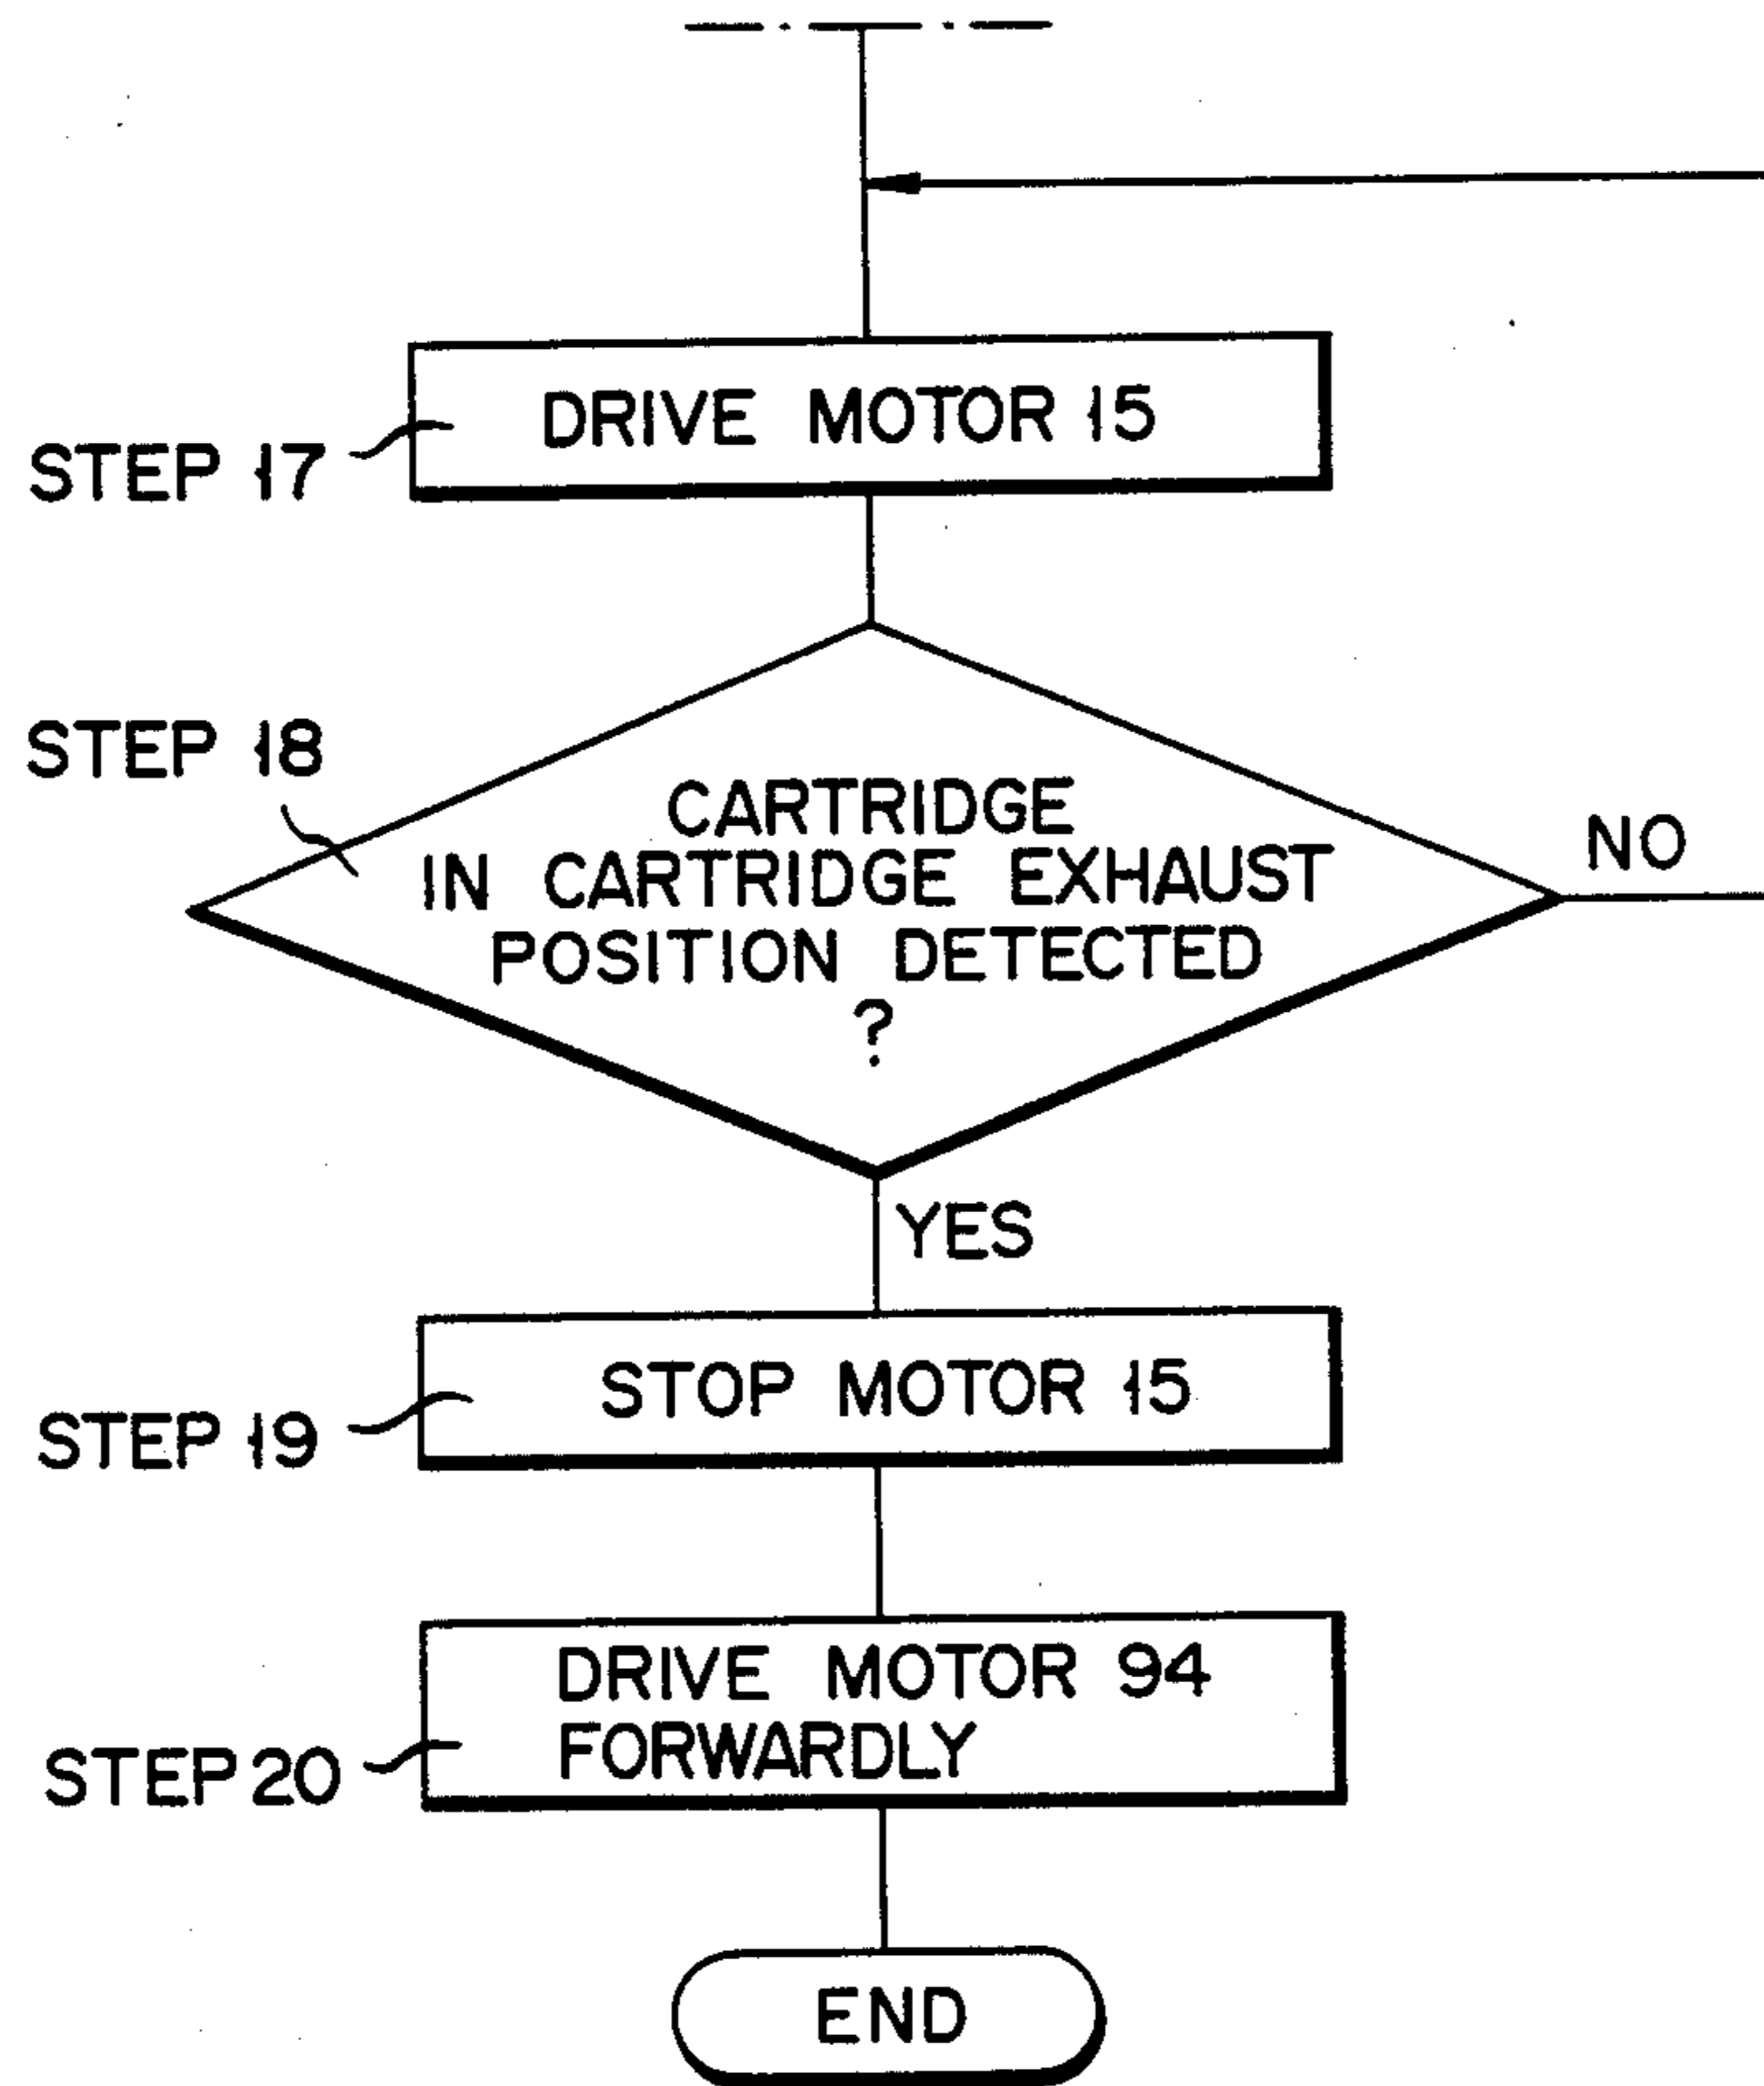 STEP 17
DRIVE MOTOR 15
STEP 18
CARTRIDGE
IN CARTRIDGE EXHAUST
POSITION DETECTED
?
NO
YES
STEP 19
STOP MOTOR 15
STEP 20
DRIVE MOTOR 94
FORWARDLY
END